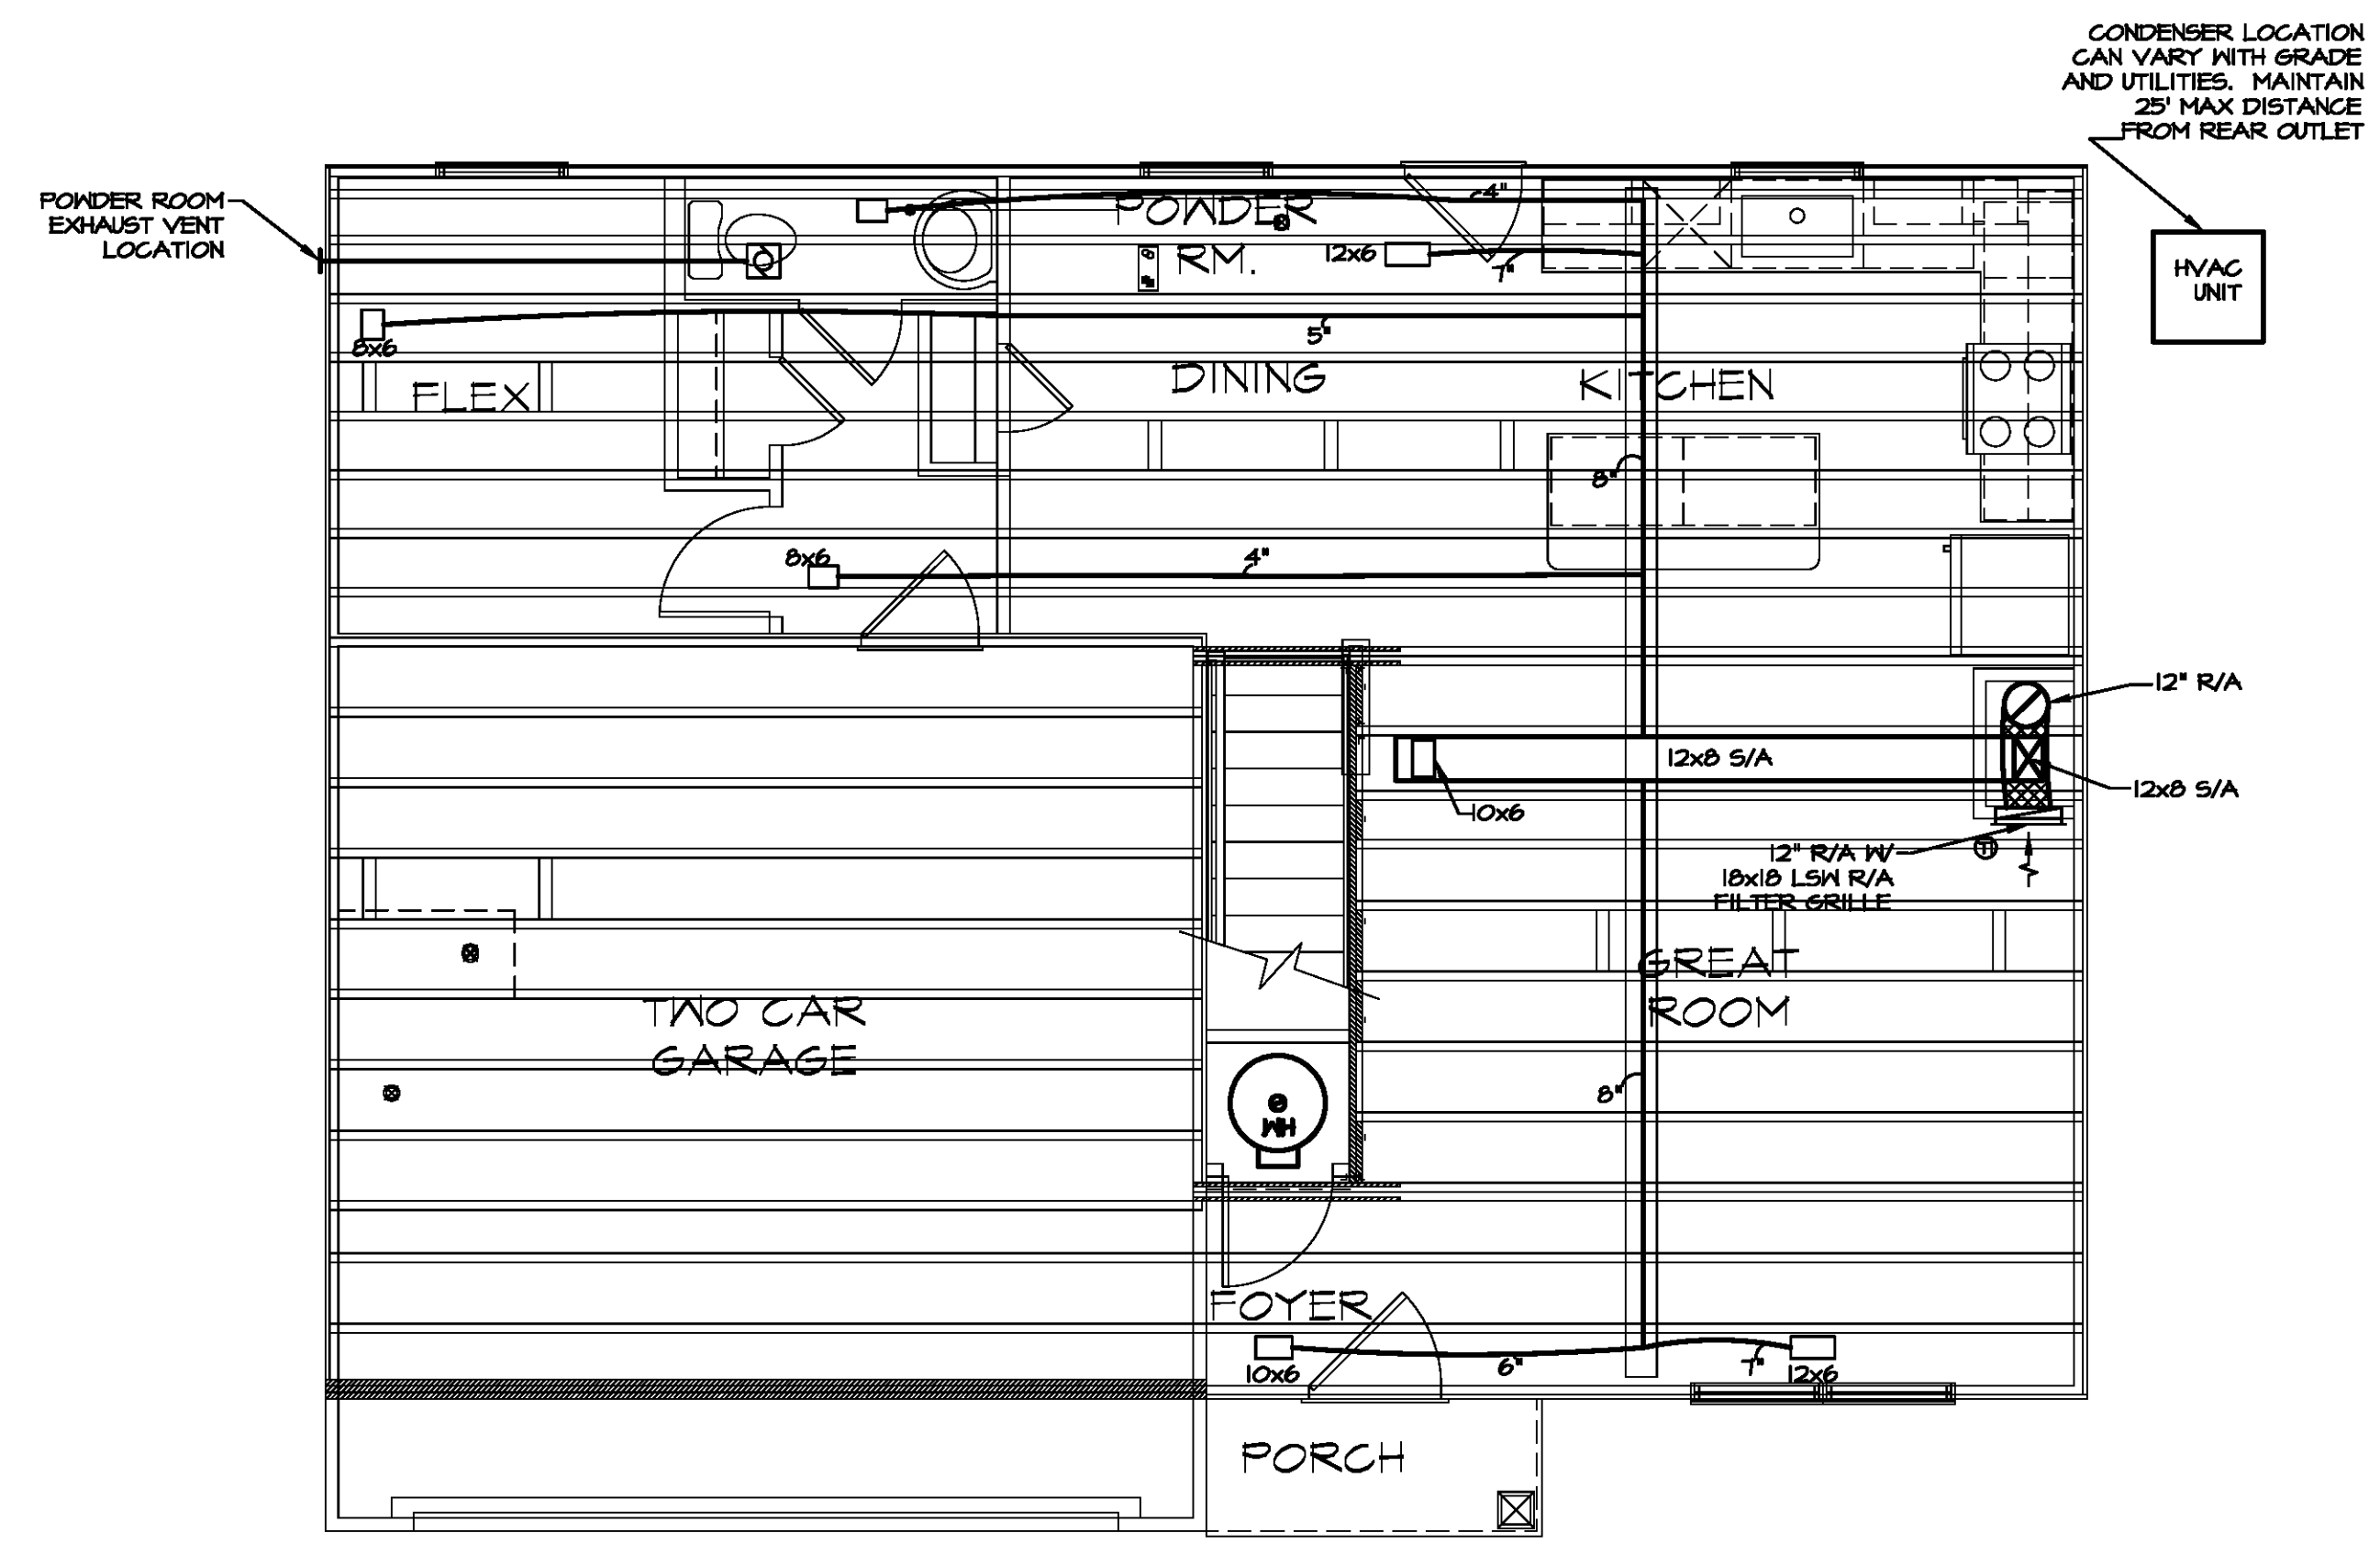 CONDENSER LOCATION
CAN VARY WITH GRADE
AND UTILITIES. MAINTAIN
25' MAX DISTANCE
FROM REAR OUTLET
HVAC
UNIT
POWDER ROOM
EXHAUST VENT
LOCATION
POWDER
RM.
4"
12x6
7"
5"
8x6
FLEX
DINING
KITCHEN
8"
8x6
4"
12" R/A
12x8 S/A
12x8 S/A
10x6
12" R/A W/
18x18 LSW R/A
FILTER GRILLE
T
GREAT
ROOM
TWO CAR
GARAGE
8"
HW
FOYER
10x6
6"
7"
12x6
PORCH